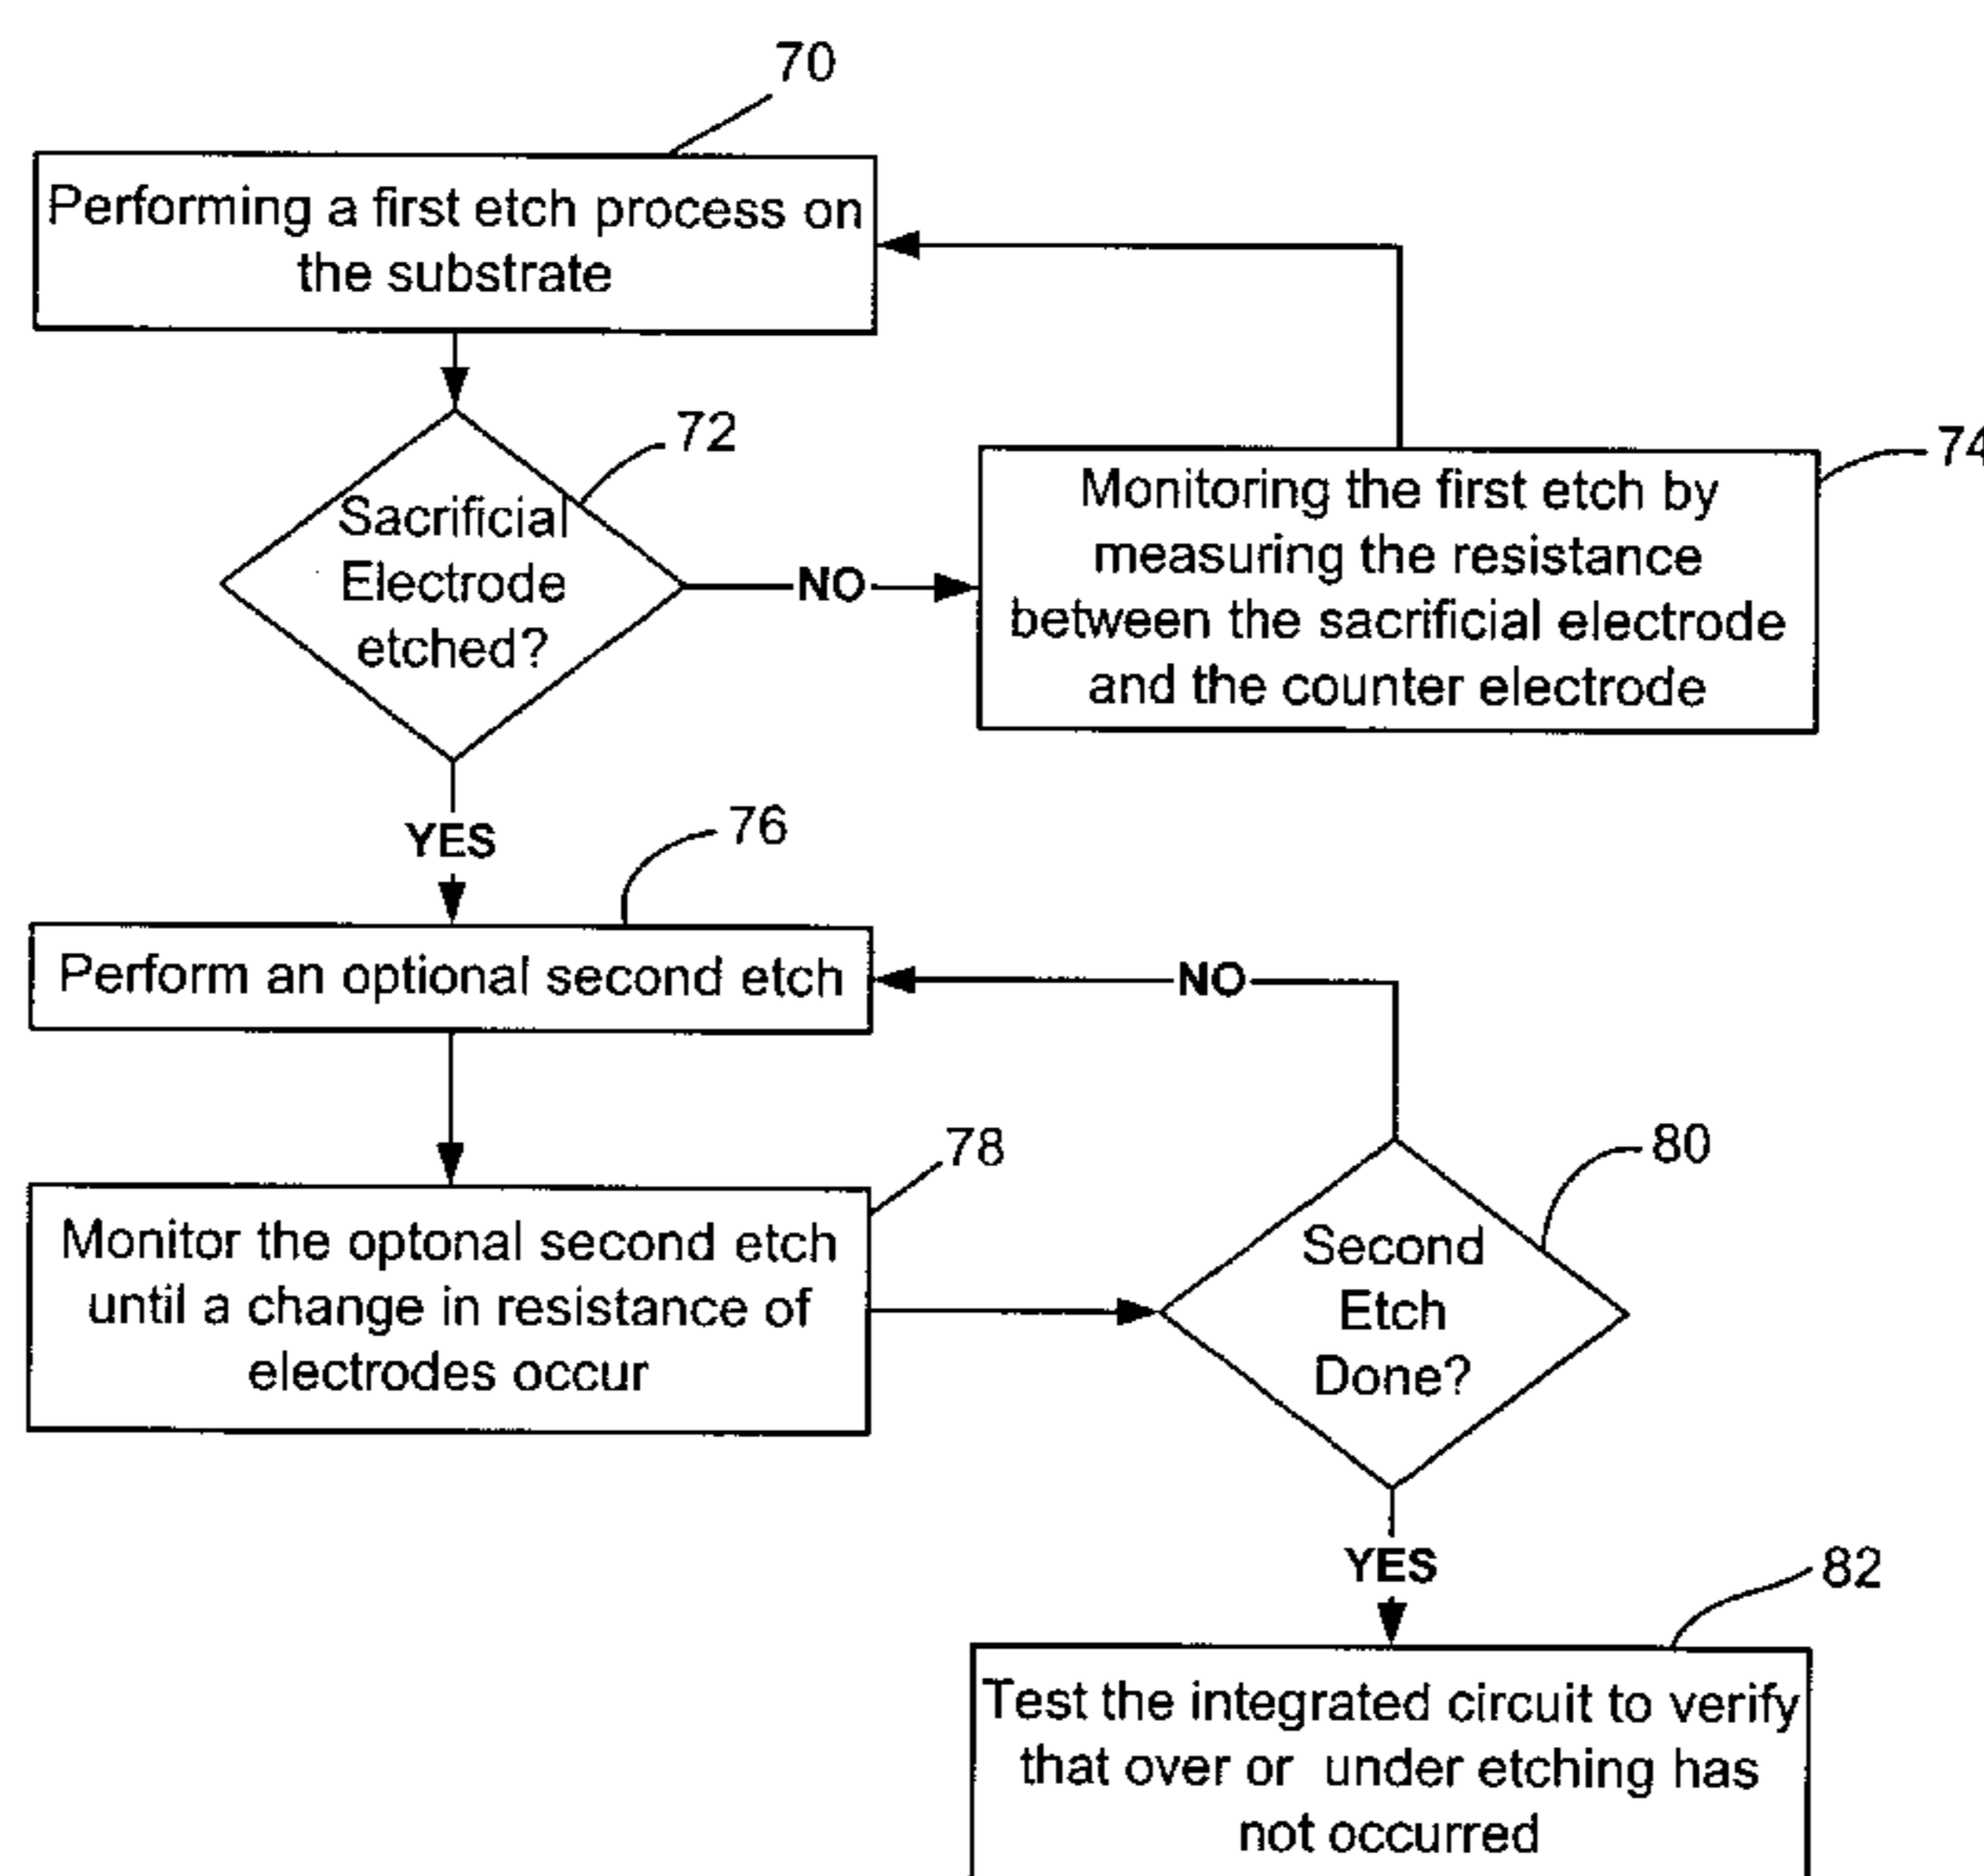 70
Performing a first etch process on
the substrate
72
Sacrificial
Electrode
etched?
NO
74
Monitoring the first etch by
measuring the resistance
between the sacrificial electrode
and the counter electrode
YES
76
Perform an optional second etch
NO
78
Monitor the optonal second etch
until a change in resistance of
electrodes occur
80
Second
Etch
Done?
YES
82
Test the integrated circuit to verify
that over or under etching has
not occurred